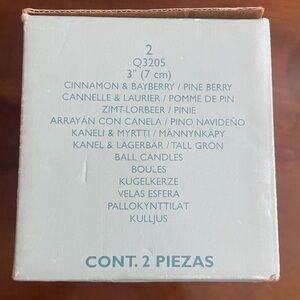 2
Q3205
3" (7 cm)
CINNAMON & BAYBERRY / PINE BERRY
CANNELLE & LAURIER / POMME DE PIN
ZIMT-LORBEER / PINIE
ARRAYÁN CON CANELA / PINO NAVIDEÑO
KANELI & MYRTTI / MÄNNYNKÄPY
KANEL & LAGERBÄR / TALL GRÖN
BALL CANDLES
BOULES
KUGELKERZE
VELAS ESFERA
PALLOKYNTTILÄT
KULLJUS
CONT. 2 PIEZAS